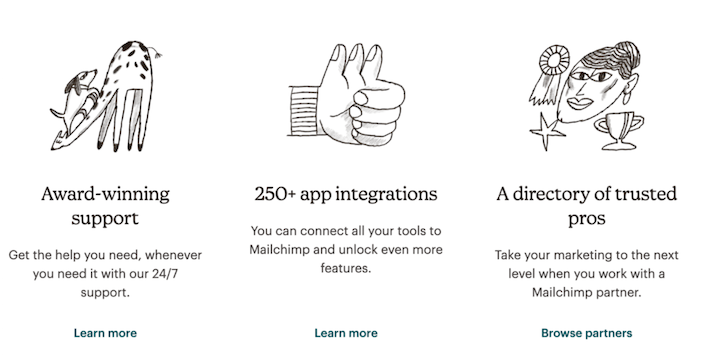 Award-winning
support
Get the help you need, whenever
you need it with our 24/7
support.
Learn more
250+ app integrations
You can connect all your tools to
Mailchimp and unlock even more
features.
Learn more
A directory of trusted
pros
Take your marketing to the next
level when you work with a
Mailchimp partner.
Browse partners